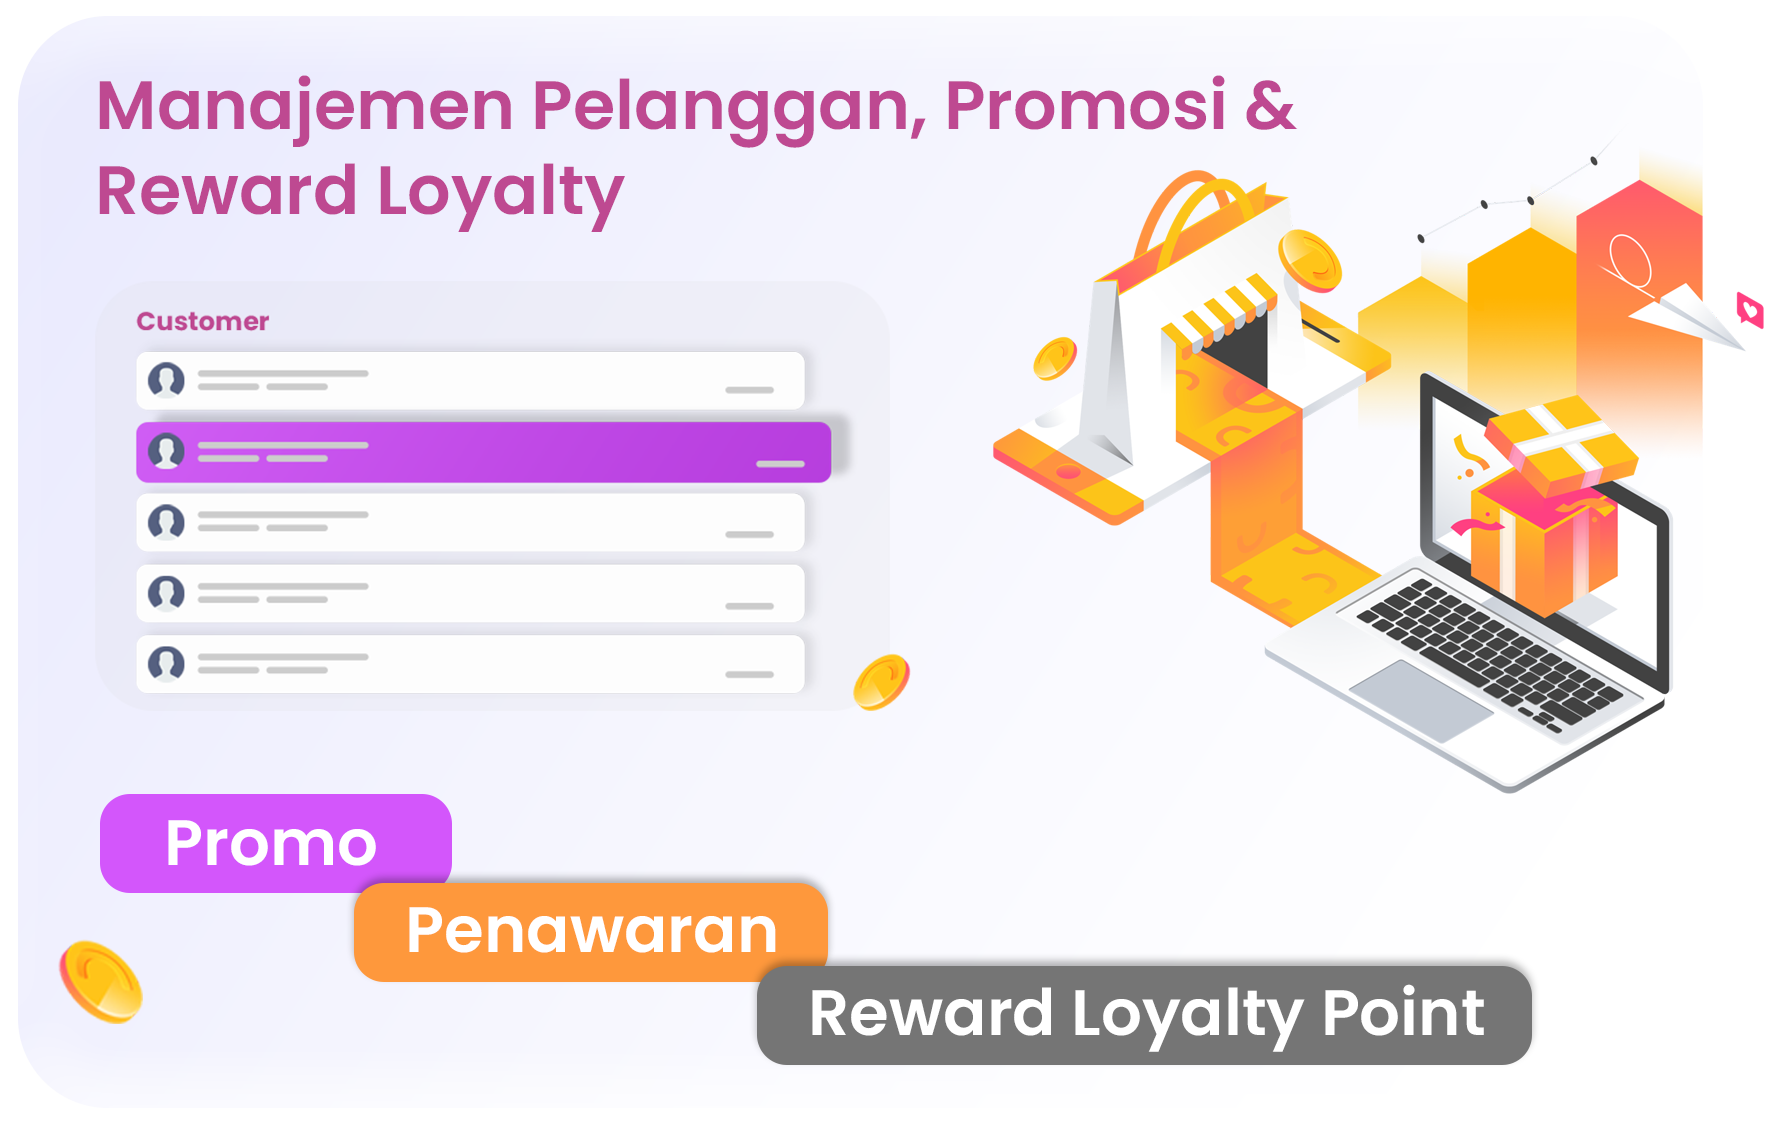 Manajemen Pelanggan, Promosi &
Reward Loyalty
Customer
Promo
Penawaran
Reward Loyalty Point